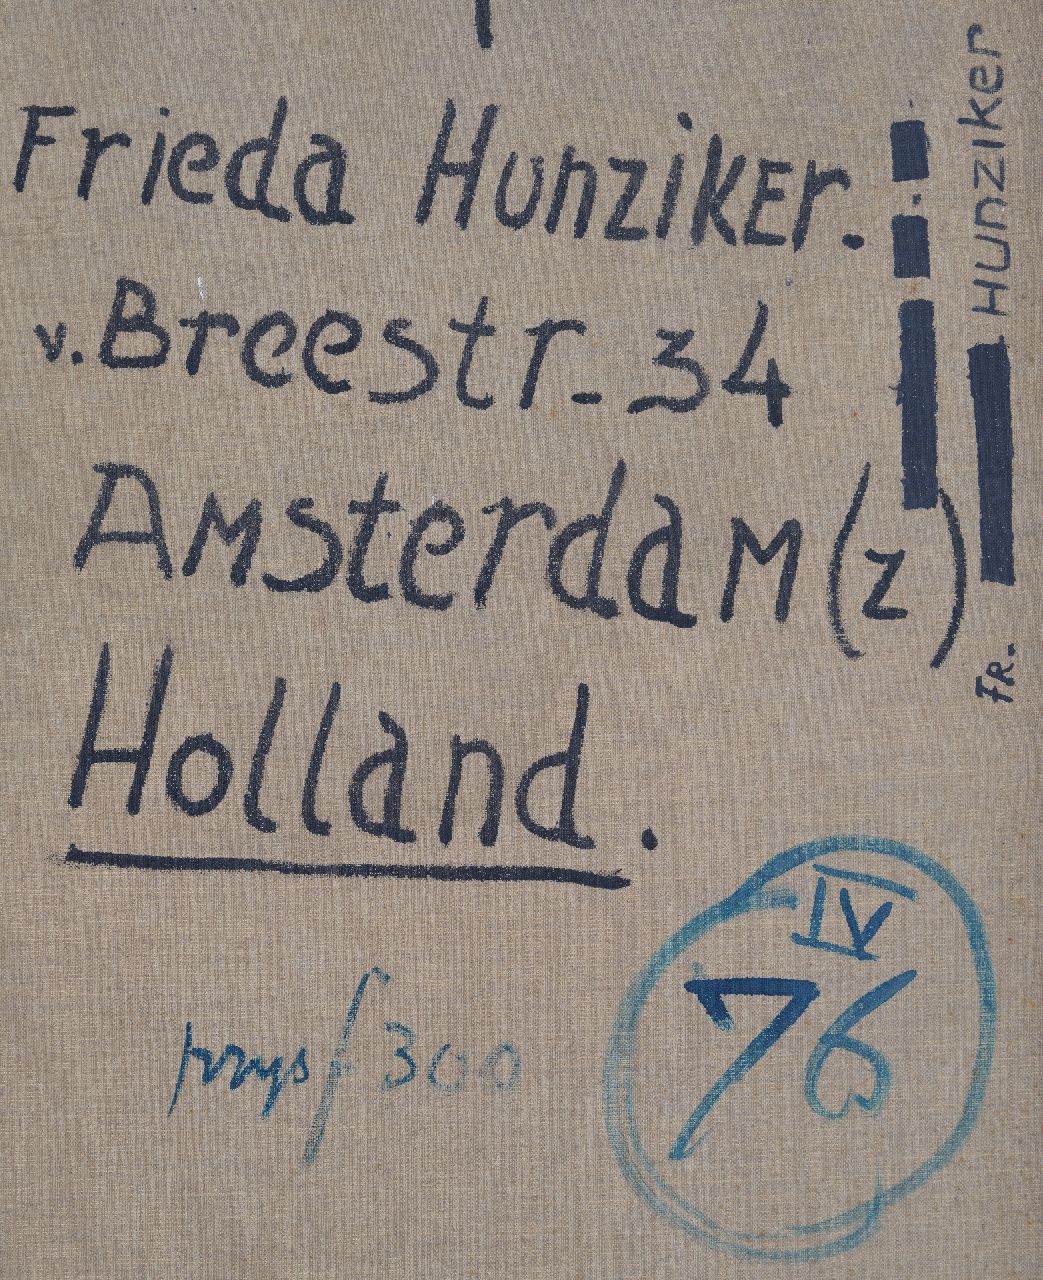 Frieda HunziKEr.
v. Breestr. 34
AMsterdaM (z)
Holland.
prys f 300
IV
76
FR. Hunziker